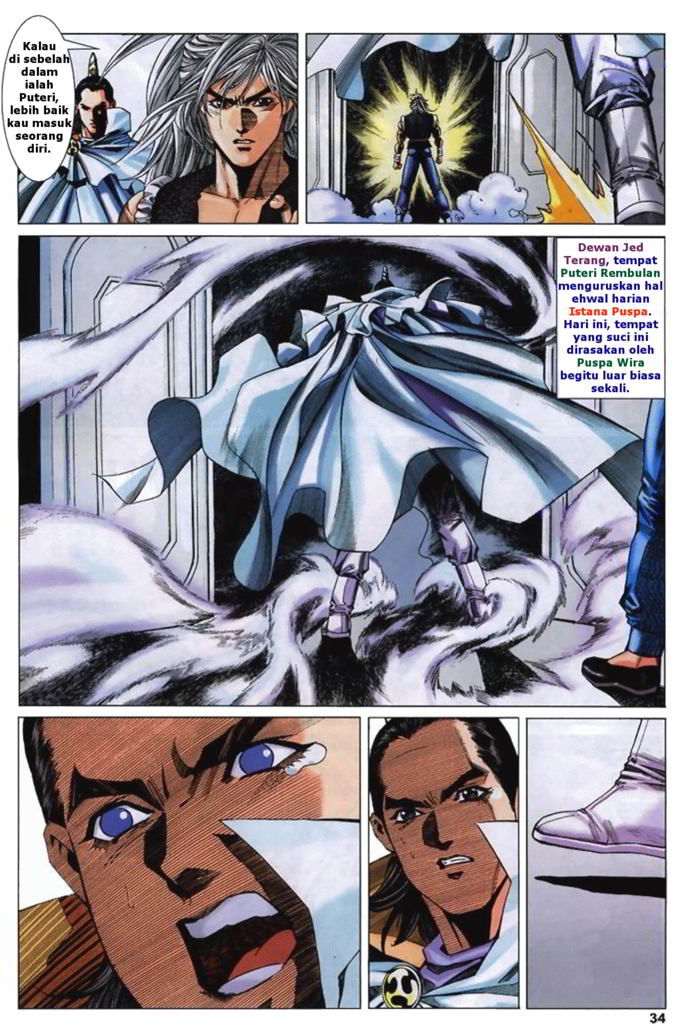 Kalau
di sebelah
dalam
ialah
Puteri,
lebih baik
kau masuk
seorang
diri.
Dewan Jed
Terang, tempat
Puteri Rembulan
menguruskan hal
ehwal harian
Istana Puspa.
Hari ini, tempat
yang suci ini
dirasakan oleh
Puspa Wira
begitu luar biasa
sekali.
34